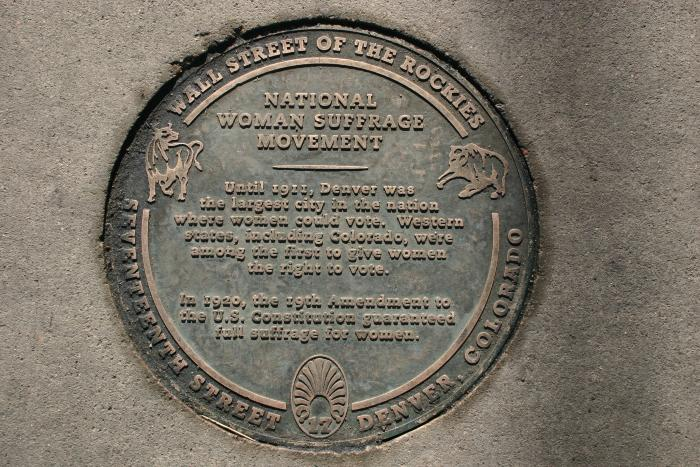 WALL STREET OF THE ROCKIES
NATIONAL
WOMAN SUFFRAGE
MOVEMENT
Until 1911, Denver was
the largest city in the nation
where women could vote. Western
states, including Colorado, were
among the first to give women
the right to vote.
In 1920, the 19th Amendment to
the U.S. Constitution guaranteed
full suffrage for women.
SEVENTEENTH STREET
17
DENVER, COLORADO